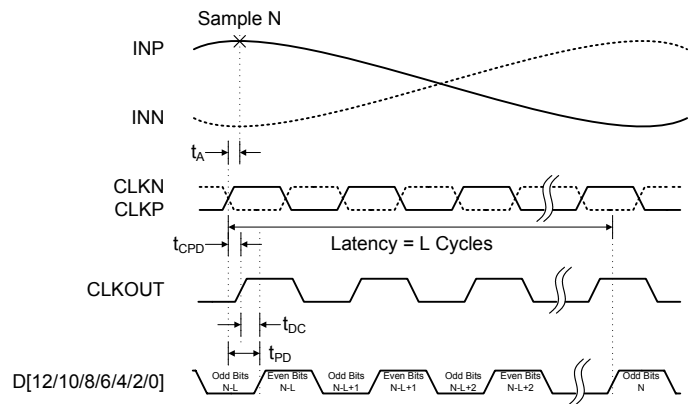 Sample N
INP
INN
tA
CLKN
CLKP
tCPD
Latency = L Cycles
CLKOUT
tDC
tPD
D[12/10/8/6/4/2/0]
Odd Bits N-L
Even Bits N-L
Odd Bits N-L+1
Even Bits N-L+1
Odd Bits N-L+2
Even Bits N-L+2
Odd Bits N